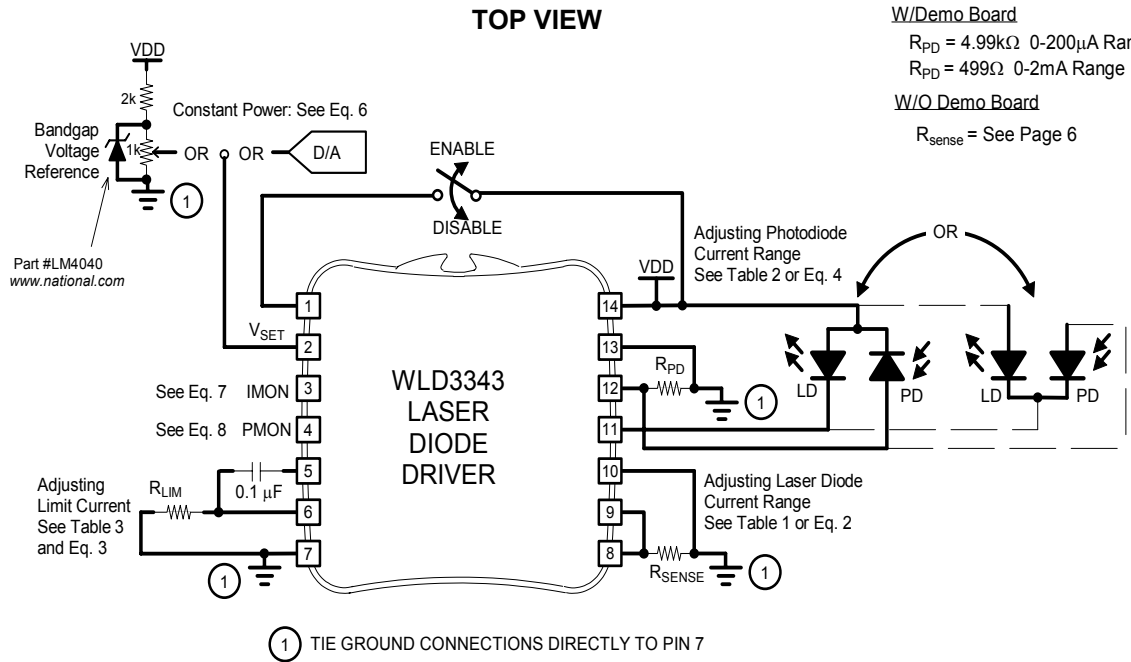 TOP VIEW
W/Demo Board
R_PD = 4.99kΩ 0-200μA
R_PD = 499Ω 0-2mA Range
W/O Demo Board
R_sense = See Page 6
VDD
2k
Constant Power: See Eq. 6
Bandgap
Voltage
Reference
1k
OR
OR
D/A
1
ENABLE
DISABLE
Part #LM4040
www.national.com
Adjusting Photodiode
Current Range
See Table 2 or Eq. 4
VDD
OR
V_SET
1
2
3
4
5
6
7
14
13
12
11
10
9
8
WLD3343
LASER
DIODE
DRIVER
See Eq. 7 IMON
See Eq. 8 PMON
R_PD
1
LD
PD
LD
PD
Adjusting
Limit Current
See Table 3
and Eq. 3
R_LIM
0.1 μF
1
Adjusting Laser Diode
Current Range
See Table 1 or Eq. 2
R_SENSE
1
1 TIE GROUND CONNECTIONS DIRECTLY TO PIN 7